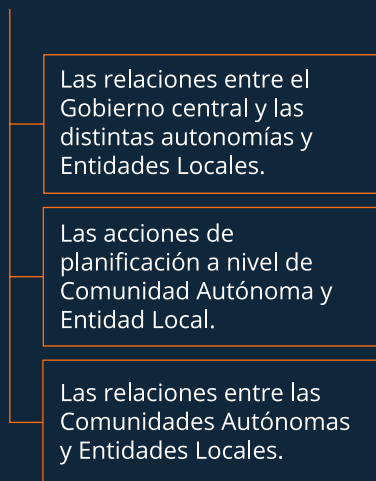 Las relaciones entre el
Gobierno central y las
distintas autonomías y
Entidades Locales.
Las acciones de
planificación a nivel de
Comunidad Autónoma y
Entidad Local.
Las relaciones entre las
Comunidades Autónomas
y Entidades Locales.